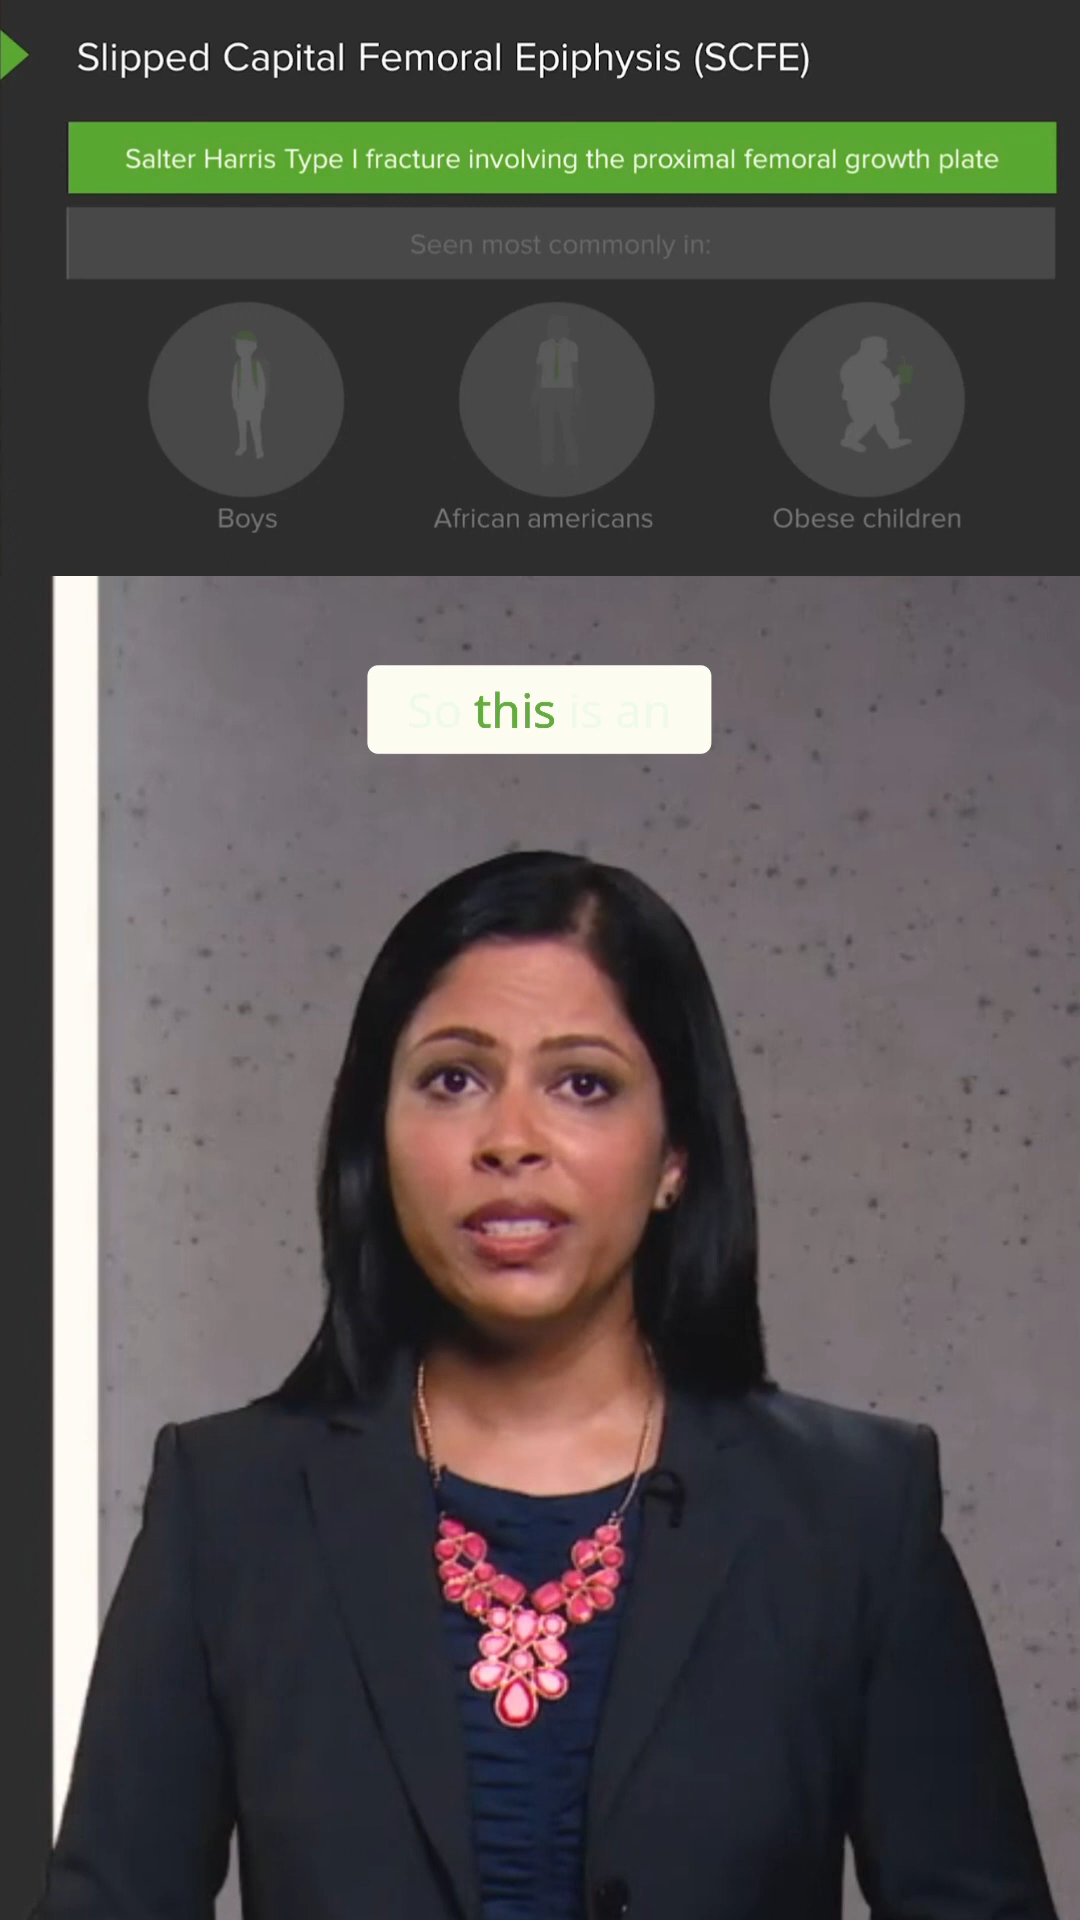 Slipped Capital Femoral Epiphysis (SCFE)
Salter Harris Type I fracture involving the proximal femoral growth plate
Seen most commonly in:
Boys
African americans
Obese children
So this is an